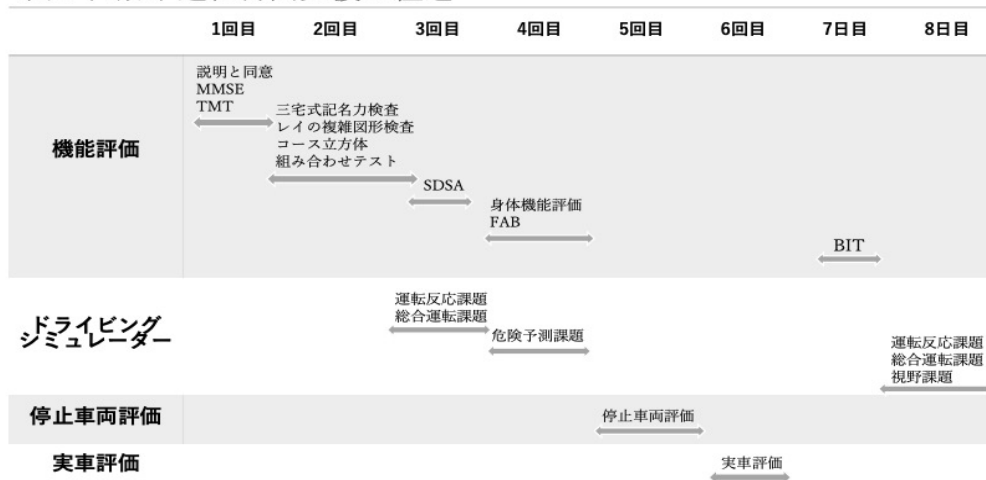 1回目 2回目 3回目 4回目 5回目 6回目 7日目 8日目
機能評価
説明と同意
MMSE
TMT
三宅式記名力検査
レイの複雑図形検査
コース立方体
組み合わせテスト
SDSA
身体機能評価
FAB
BIT
ドライビング
シミュレーター
運転反応課題
総合運転課題
危険予測課題
運転反応課題
総合運転課題
視野課題
停止車両評価
停止車両評価
実車評価
実車評価